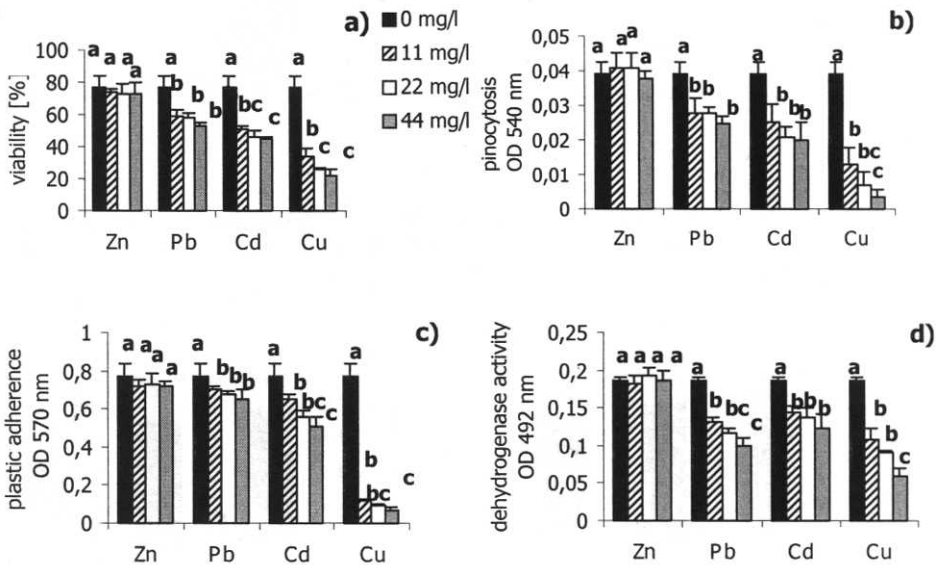 a)
0 mg/l
11 mg/l
22 mg/l
44 mg/l
viability [%]
100
80
60
40
20
0
a a a a
a b b b
a bc c
a b c c
Zn Pb Cd Cu
b)
pinocytosis
OD 540 nm
0,05
0,04
0,03
0,02
0,01
0
a a a a
a b b b
a b b b
a b bc c
Zn Pb Cd Cu
c)
plastic adherence
OD 570 nm
1
0,8
0,6
0,4
0,2
0
a a a a
a b b b
a b bc c
a b bc c
Zn Pb Cd Cu
d)
dehydrogenase activity
OD 492 nm
0,25
0,2
0,15
0,1
0,05
0
a a a a
a b bc c
a b b b
a b b c
Zn Pb Cd Cu